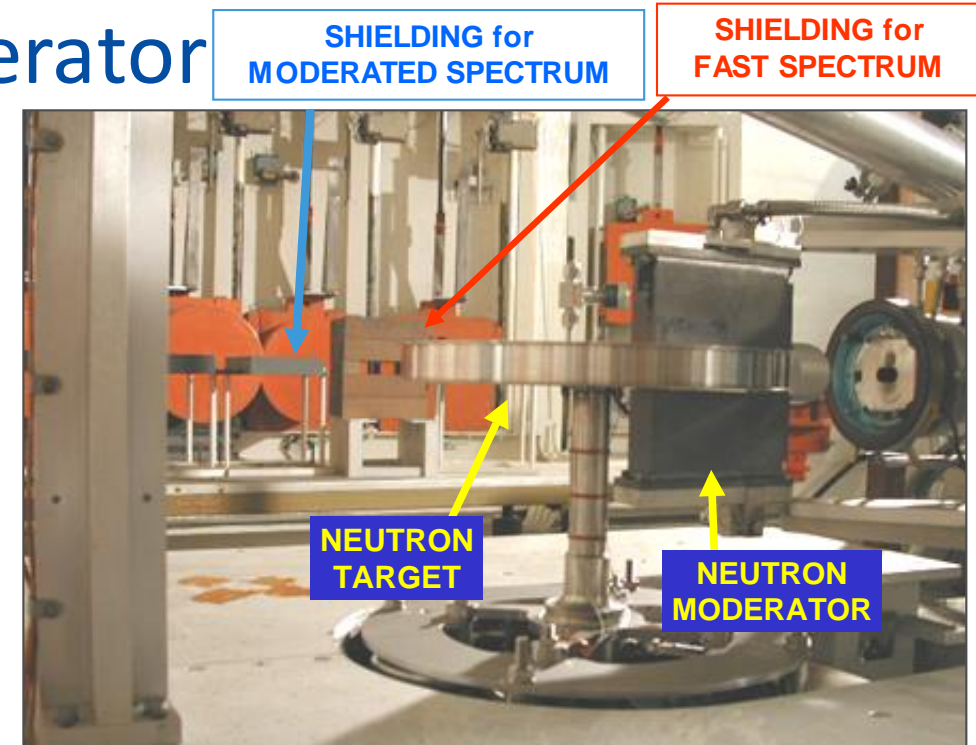 erator
SHIELDING for
MODERATED SPECTRUM
SHIELDING for
FAST SPECTRUM
NEUTRON
TARGET
NEUTRON
MODERATOR